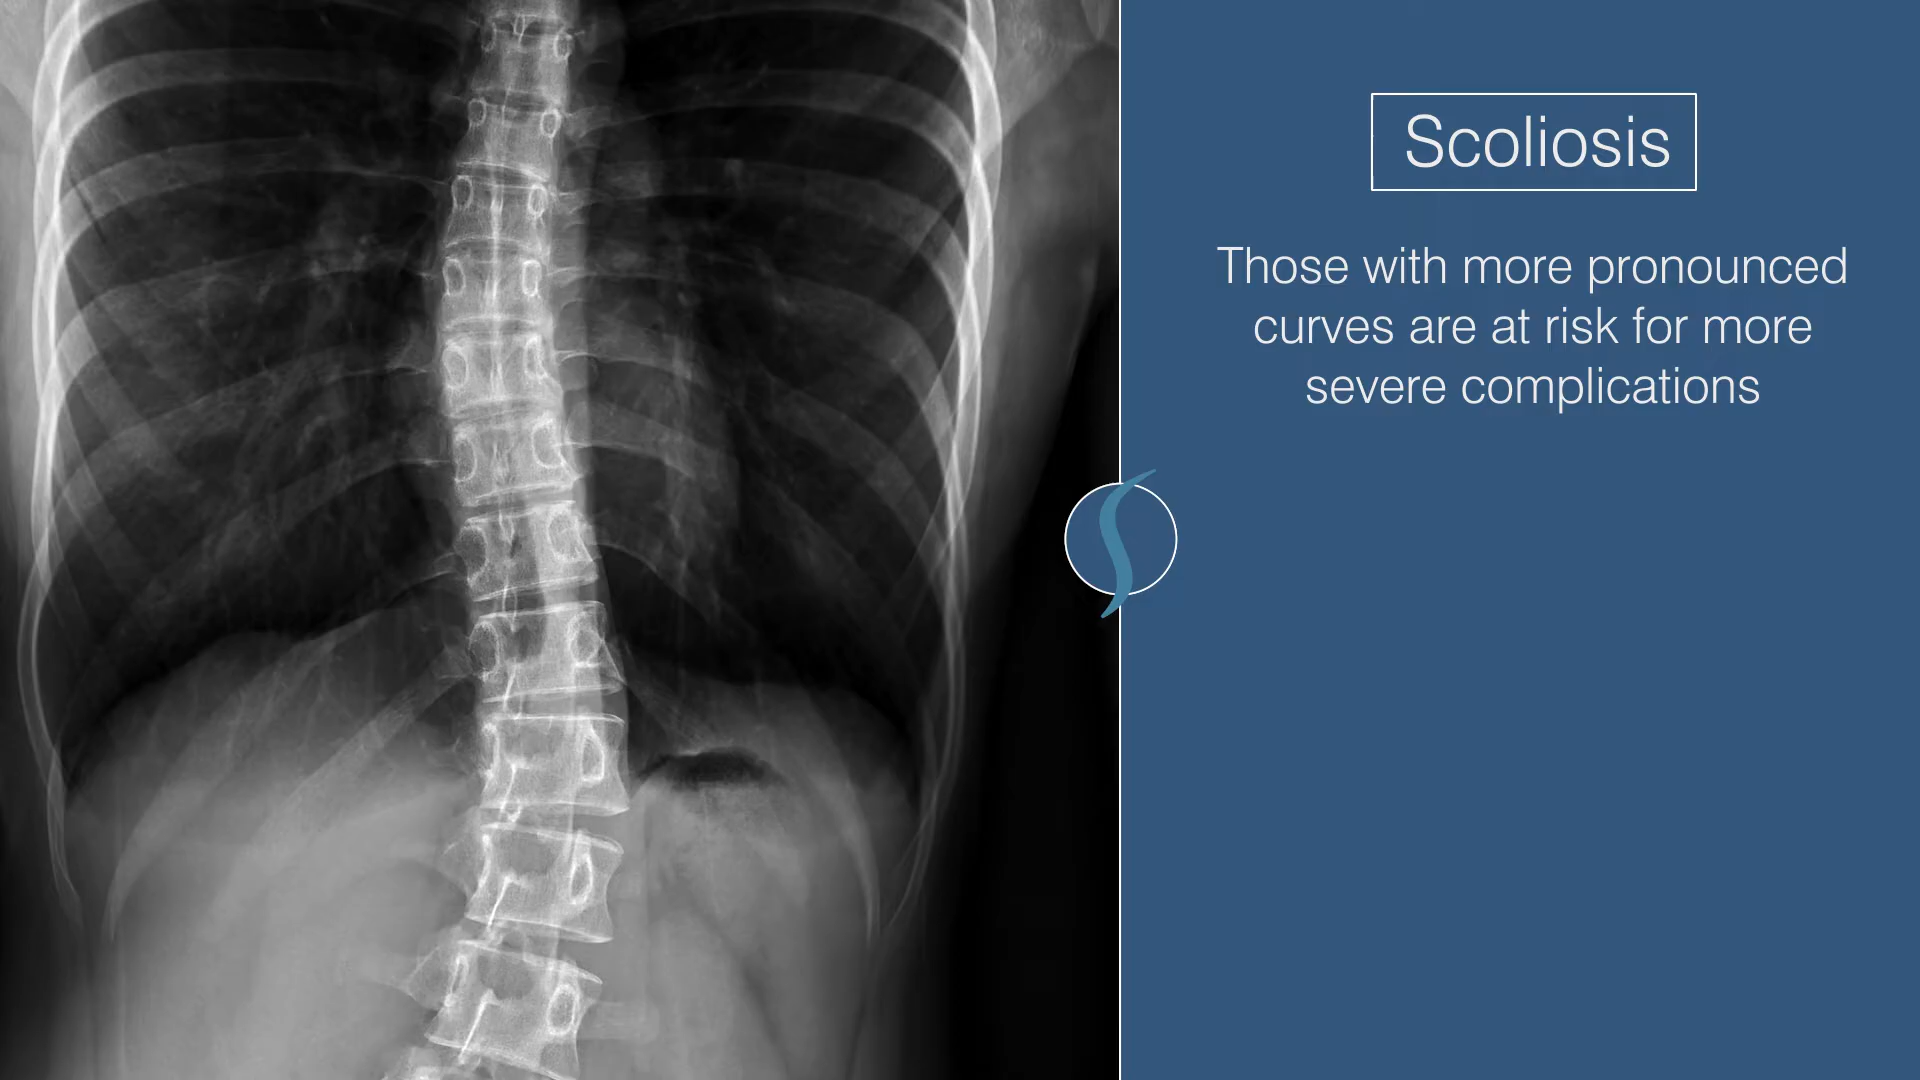 Scoliosis
Those with more pronounced
curves are at risk for more
severe complications